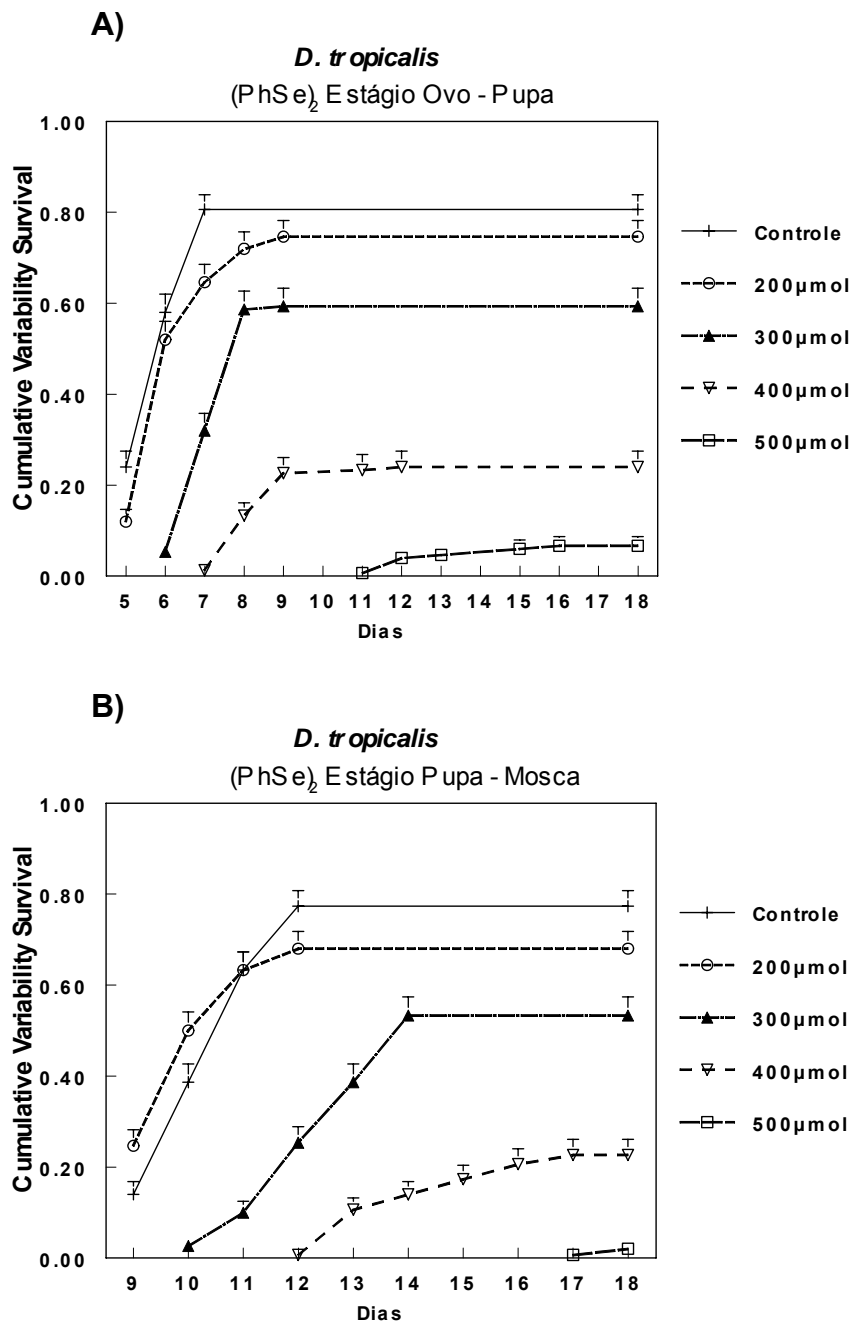 A)
D. tropicalis
(PhSe)2 Estágio Ovo - Pupa
Cumulative Variability Survival
1.00
0.80
0.60
0.40
0.20
0.00
5 6 7 8 9 10 11 12 13 14 15 16 17 18
Dias
Controle
200µmol
300µmol
400µmol
500µmol
B)
D. tropicalis
(PhSe)2 Estágio Pupa - Mosca
Cumulative Variability Survival
1.00
0.80
0.60
0.40
0.20
0.00
9 10 11 12 13 14 15 16 17 18
Dias
Controle
200µmol
300µmol
400µmol
500µmol